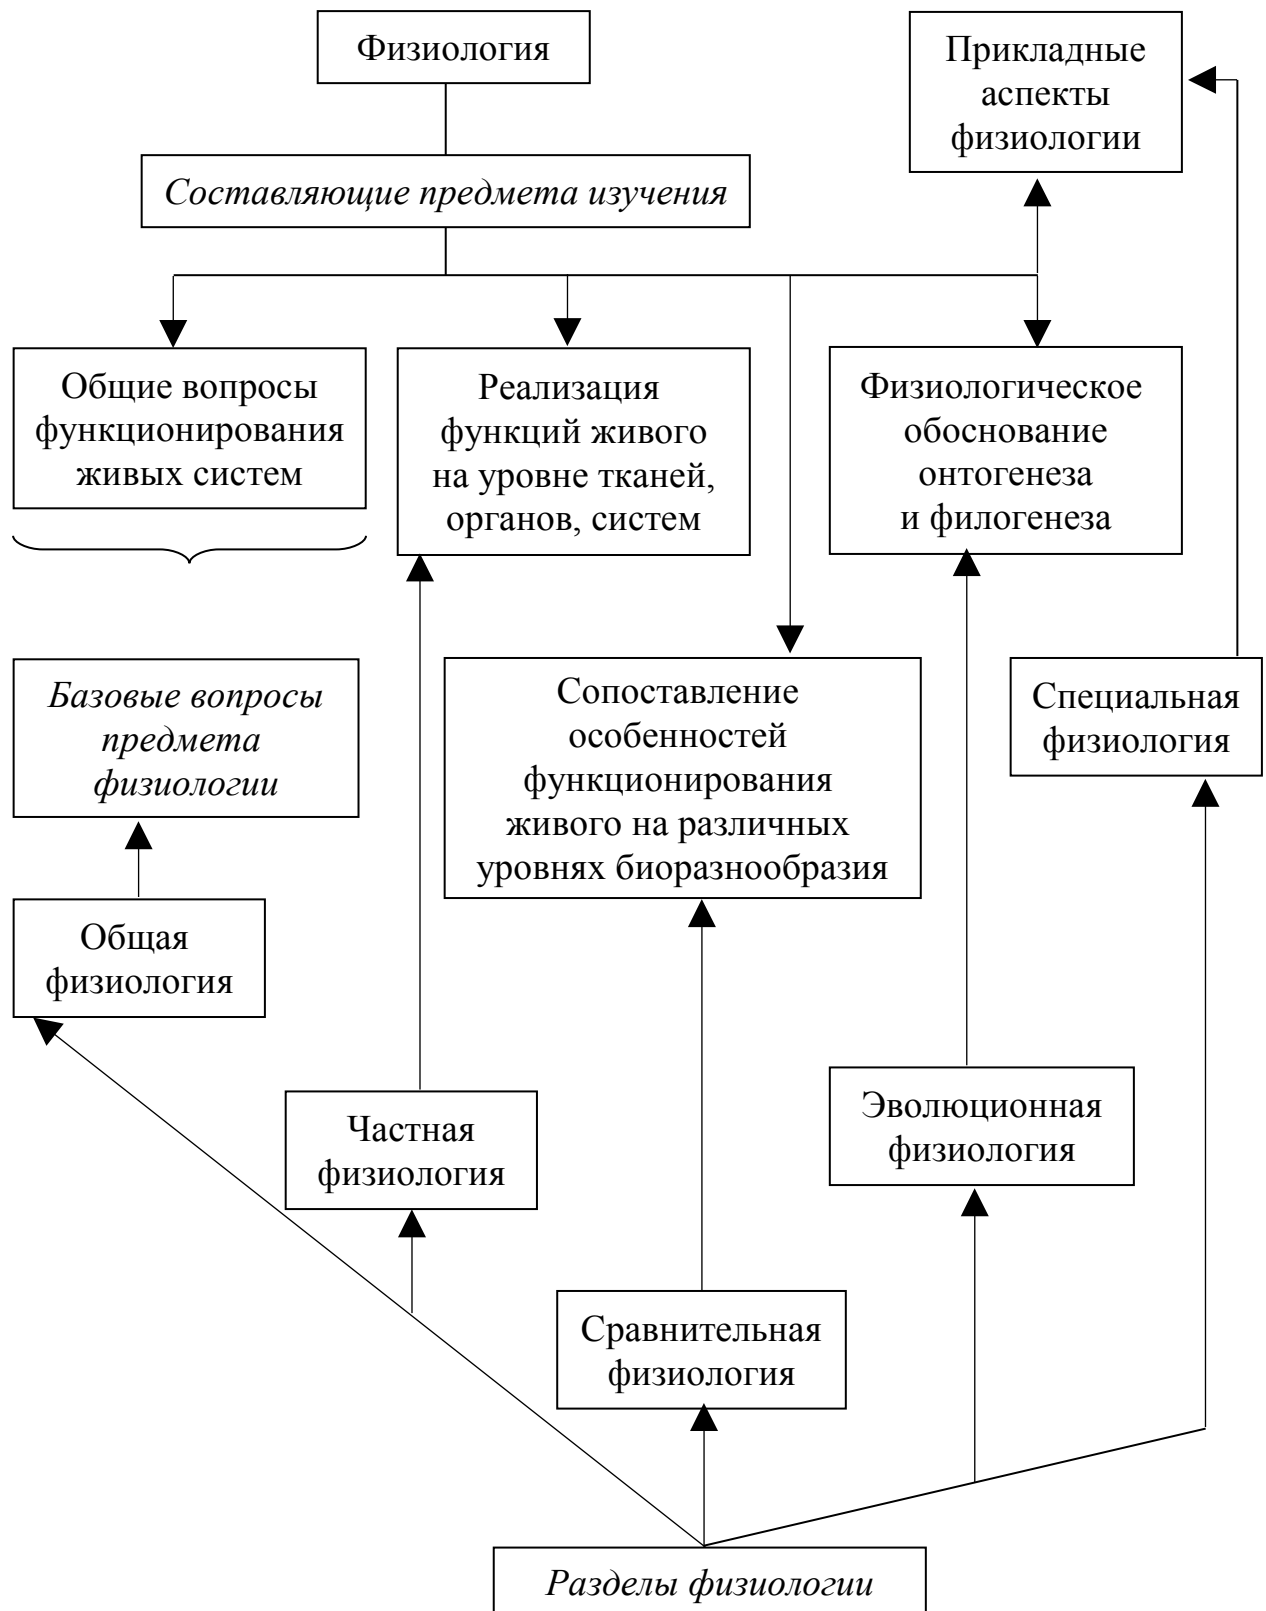 Физиология
Прикладные
аспекты
физиологии
Составляющие предмета изучения
Общие вопросы
функционирования
живых систем
Реализация
функций живого
на уровне тканей,
органов, систем
Физиологическое
обоснование
онтогенеза
и филогенеза
Базовые вопросы
предмета
физиологии
Сопоставление
особенностей
функционирования
живого на различных
уровнях биоразнообразия
Специальная
физиология
Общая
физиология
Частная
физиология
Эволюционная
физиология
Сравнительная
физиология
Разделы физиологии